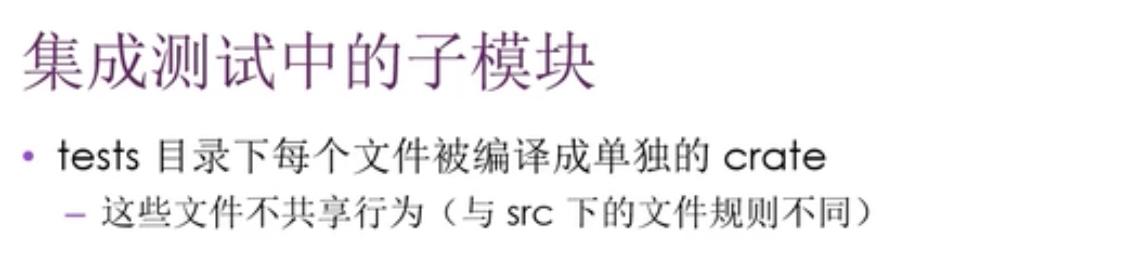 集成测试中的子模块
• tests 目录下每个文件被编译成单独的 crate
– 这些文件不共享行为（与 src 下的文件规则不同）